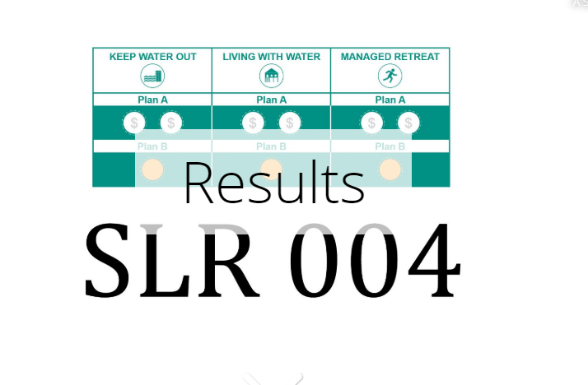 KEEP WATER OUT LIVING WITH WATER MANAGED RETREAT
Plan A Plan A Plan A
$ $ $ $ $ $
Plan B Plan B Plan B
Results
SLR 004